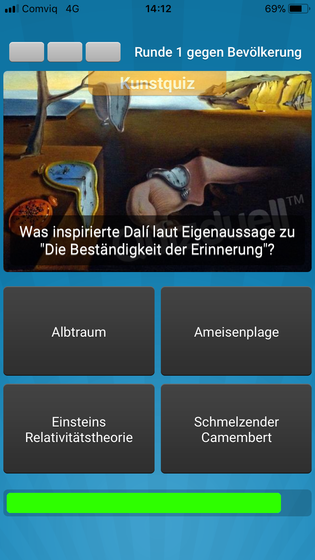 Comviq 4G 14:12 69%
Runde 1 gegen Bevölkerung
Kunstquiz
Was inspirierte Dalí laut Eigenaussage zu
"Die Beständigkeit der Erinnerung"?
Albtraum
Ameisenplage
Einsteins
Relativitätstheorie
Schmelzender
Camembert